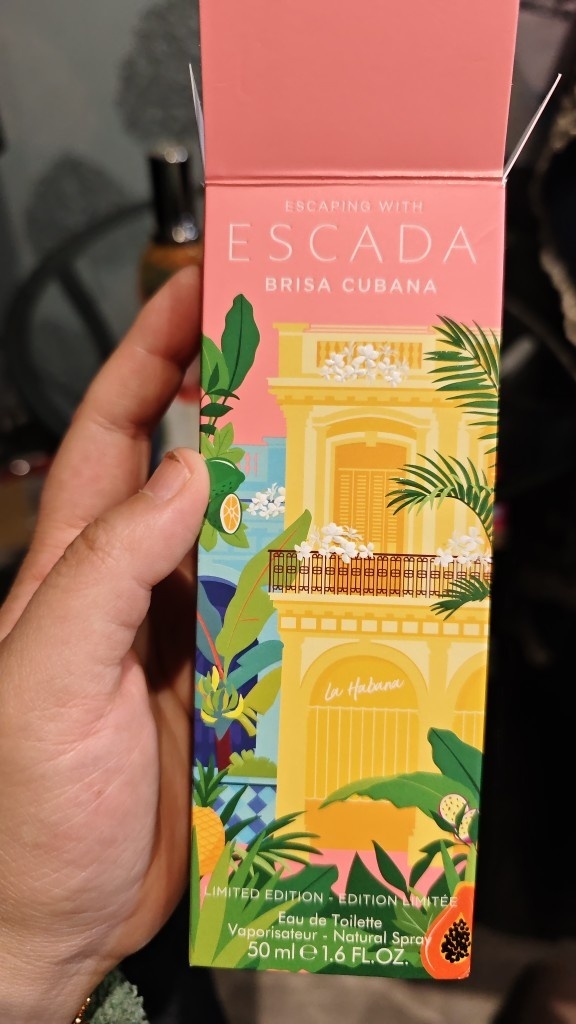 ESCAPING WITH
ESCADA
BRISA CUBANA
La Habana
LIMITED EDITION - EDITION LIMITÉE
Eau de Toilette
Vaporisateur - Natural Spray
50 ml ℮ 1.6 FL.OZ.